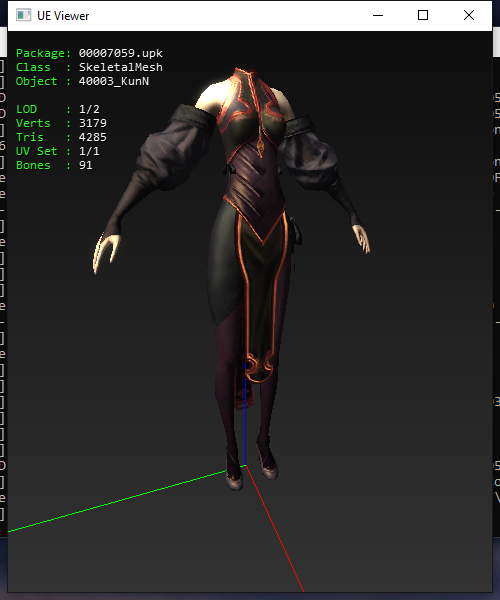 UE Viewer
Package: 00007059.upk
Class : SkeletalMesh
Object : 40003_KunN
LOD : 1/2
Verts : 3179
Tris : 4285
UV Set : 1/1
Bones : 91